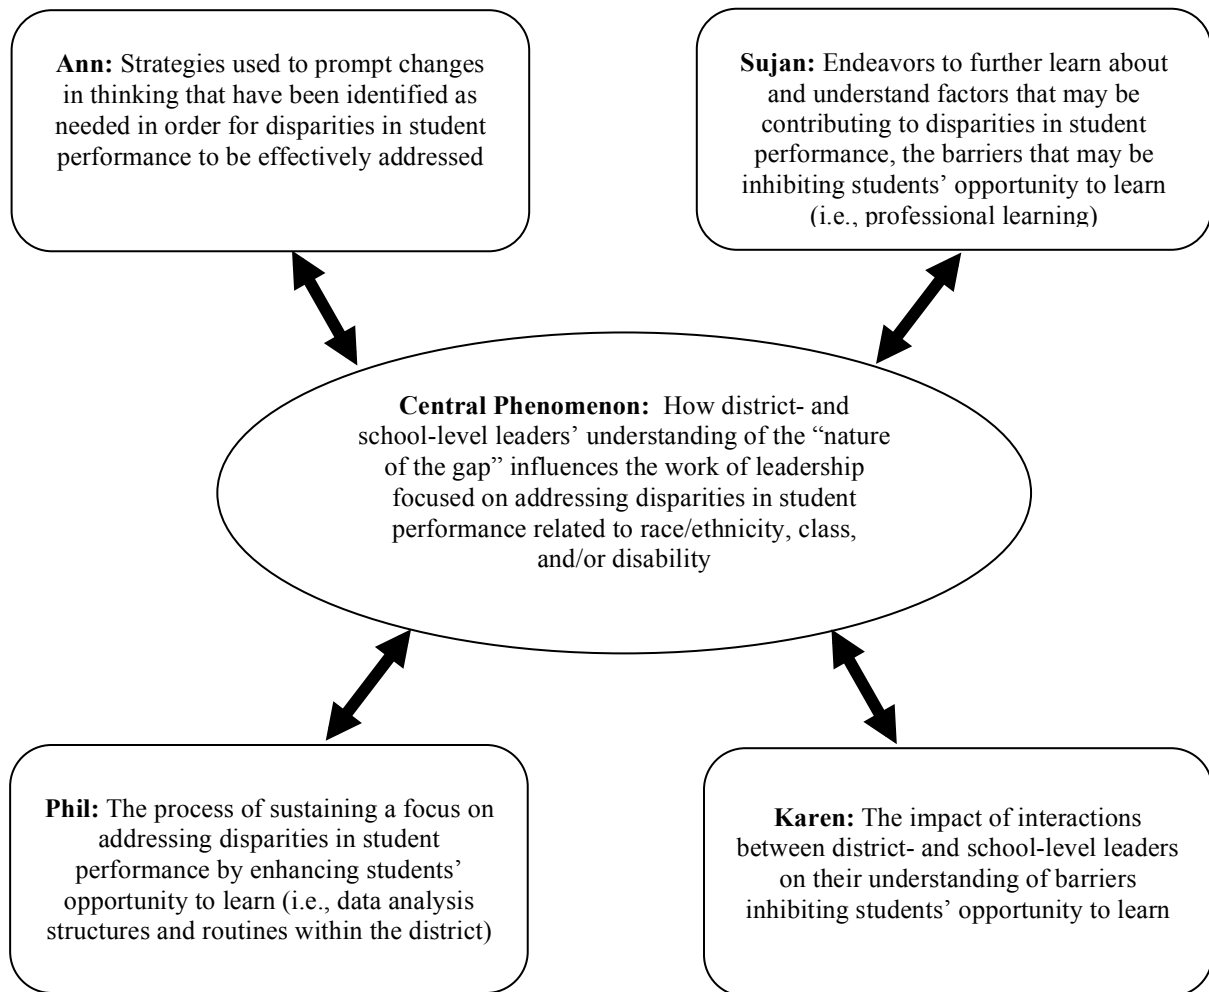 Ann: Strategies used to prompt changes
in thinking that have been identified as
needed in order for disparities in student
performance to be effectively addressed
Sujan: Endeavors to further learn about
and understand factors that may be
contributing to disparities in student
performance, the barriers that may be
inhibiting students’ opportunity to learn
(i.e., professional learning)
Central Phenomenon: How district- and
school-level leaders’ understanding of the “nature
of the gap” influences the work of leadership
focused on addressing disparities in student
performance related to race/ethnicity, class,
and/or disability
Phil: The process of sustaining a focus on
addressing disparities in student
performance by enhancing students’
opportunity to learn (i.e., data analysis
structures and routines within the district)
Karen: The impact of interactions
between district- and school-level leaders
on their understanding of barriers
inhibiting students’ opportunity to learn